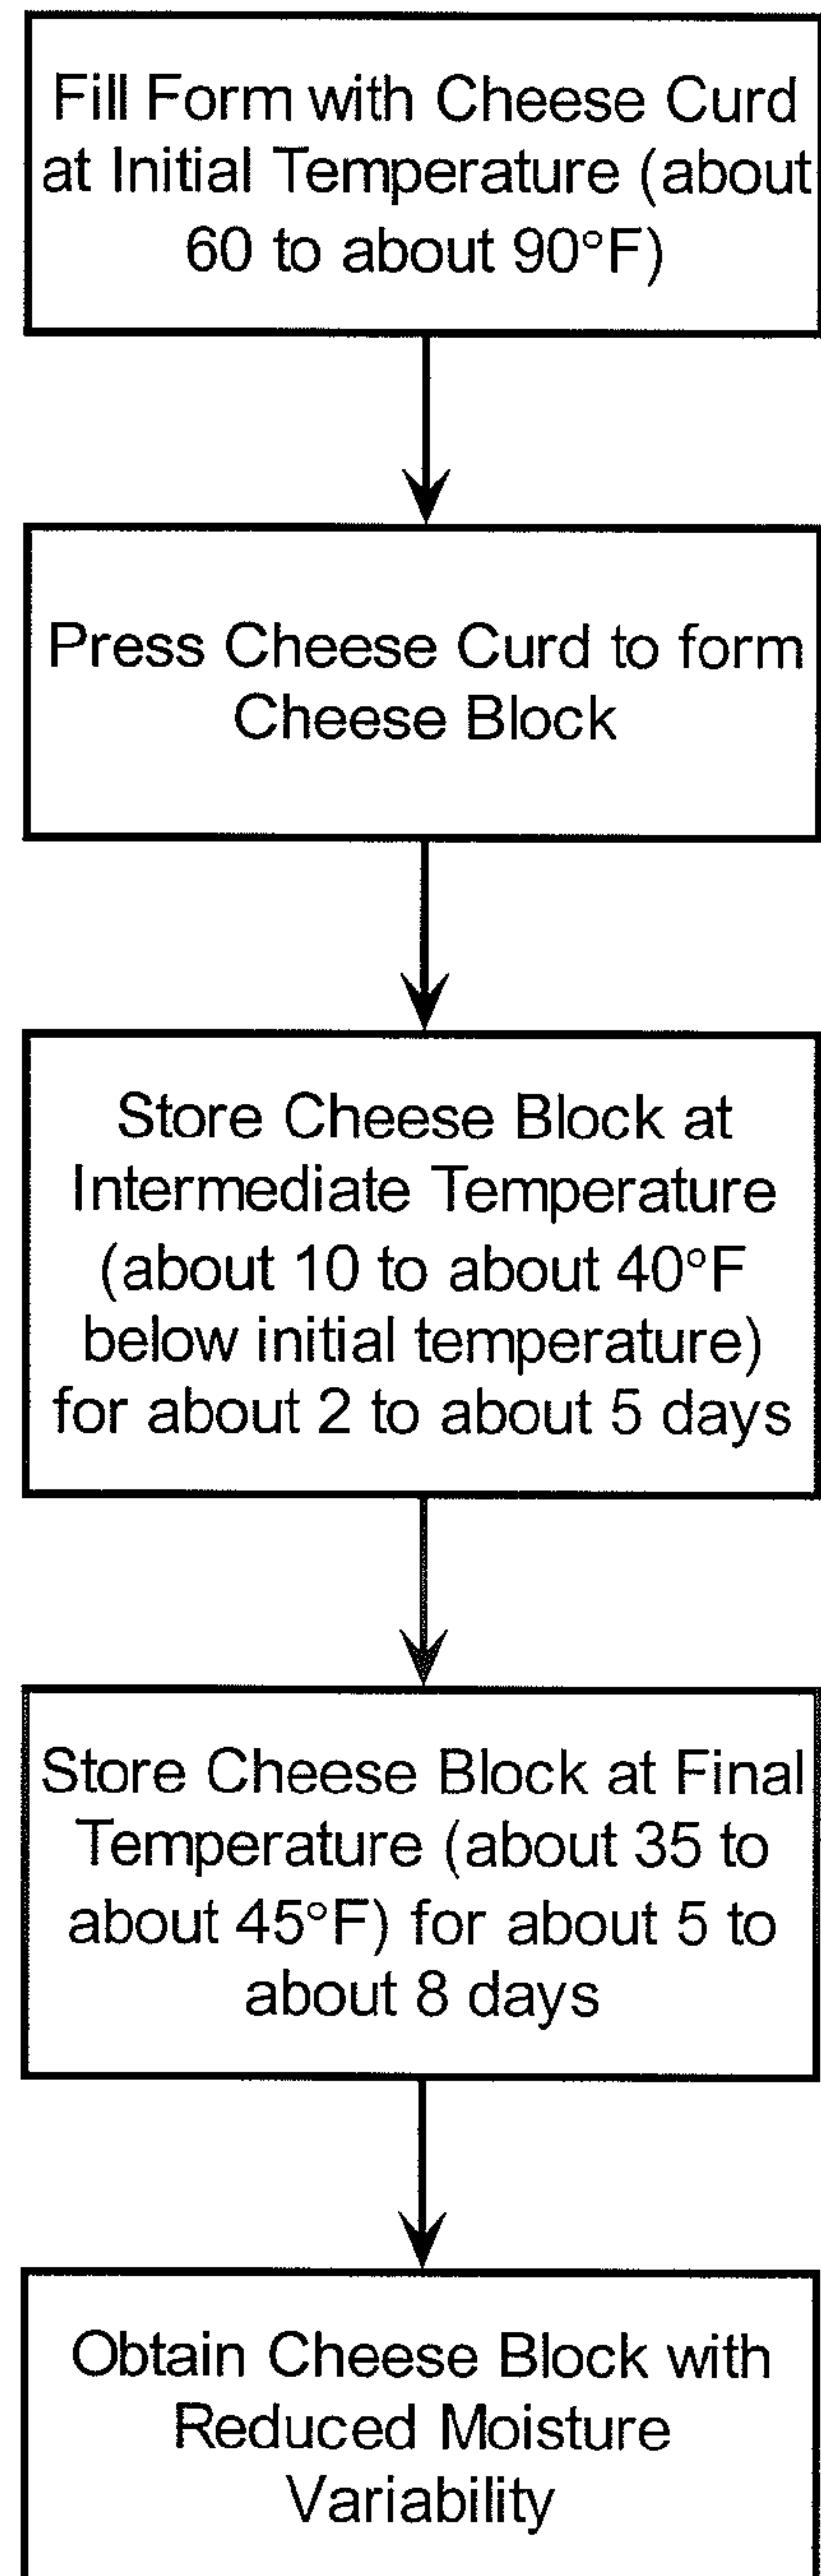 Fill Form with Cheese Curd
at Initial Temperature (about
60 to about 90°F)
Press Cheese Curd to form
Cheese Block
Store Cheese Block at
Intermediate Temperature
(about 10 to about 40°F
below initial temperature)
for about 2 to about 5 days
Store Cheese Block at Final
Temperature (about 35 to
about 45°F) for about 5 to
about 8 days
Obtain Cheese Block with
Reduced Moisture
Variability